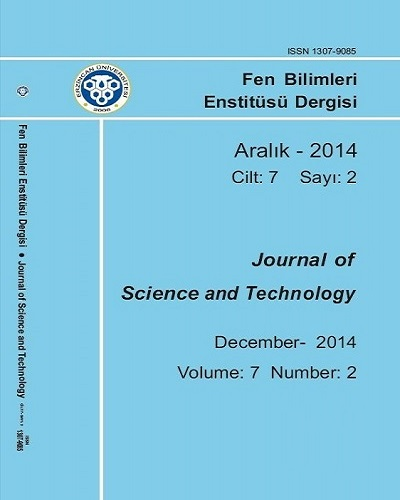 ISSN 1307-9085
ERZİNCAN ÜNİVERSİTESİ
2006
Fen Bilimleri
Enstitüsü Dergisi
Aralık - 2014
Cilt: 7 Sayı: 2
Journal of
Science and Technology
December- 2014
Volume: 7 Number: 2
Fen Bilimleri Enstitüsü Dergisi ● Journal of Science and Technology
ISSN
1307-9085